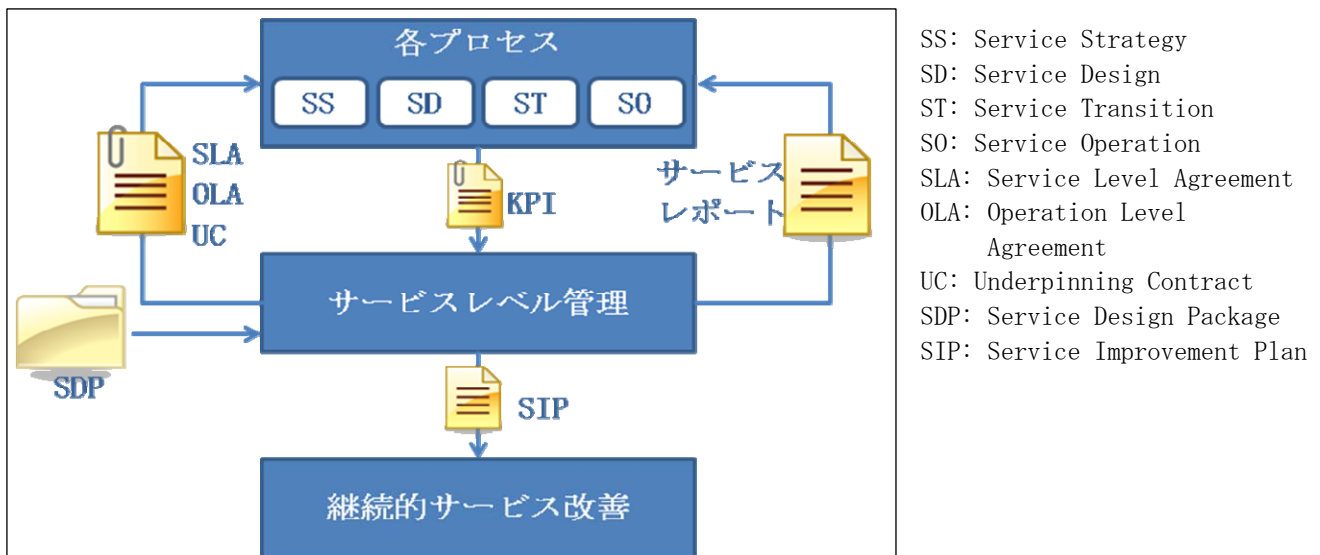 各プロセス
SS
SD
ST
SO
SLA
OLA
UC
KPI
サービス
レポート
サービスレベル管理
SDP
SIP
継続的サービス改善
SS: Service Strategy
SD: Service Design
ST: Service Transition
SO: Service Operation
SLA: Service Level Agreement
OLA: Operation Level
Agreement
UC: Underpinning Contract
SDP: Service Design Package
SIP: Service Improvement Plan